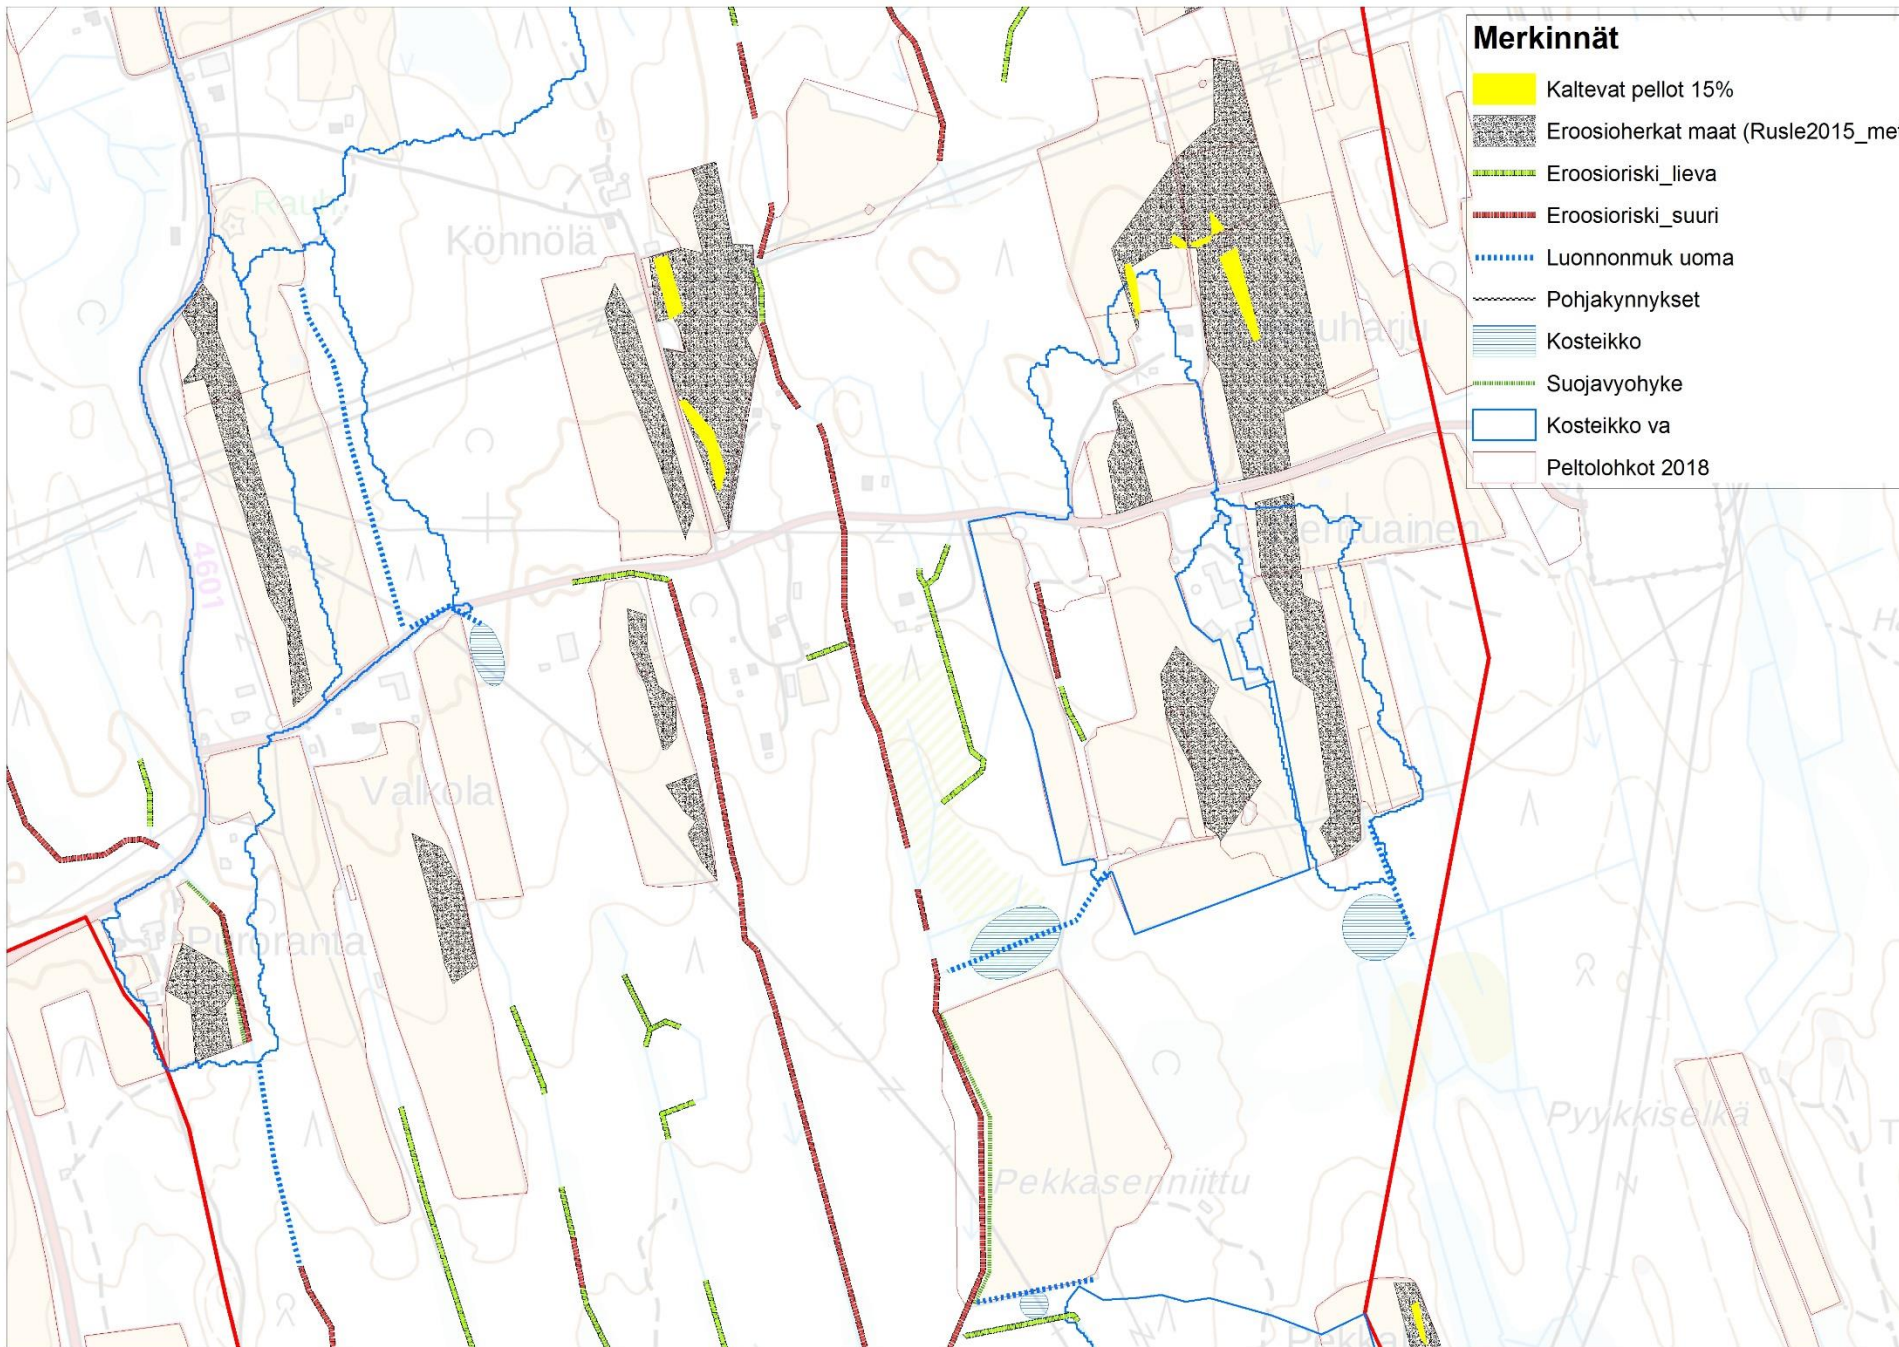 Merkinnät
Kaltevat pellot 15%
Eroosioherkat maat (Rusle2015_met
Eroosioriski_lieva
Eroosioriski_suuri
Luonnonmuk uoma
Pohjakynnykset
Kosteikko
Suojavyohyke
Kosteikko va
Peltolohkot 2018
Könnölä
4601
Valkola
Puroranta
Pekkasenniittu
Pyykkiselkä